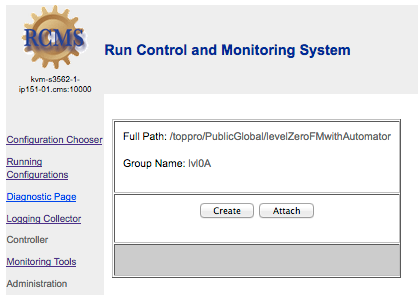 RCMS
Run Control and Monitoring System
kvm-s3562-1-
ip151-01.cms:10000
Configuration Chooser
Running
Configurations
Diagnostic Page
Logging Collector
Controller
Monitoring Tools
Administration
Full Path: /toppro/PublicGlobal/levelZeroFMwithAutomator
Group Name: lvl0A
Create Attach